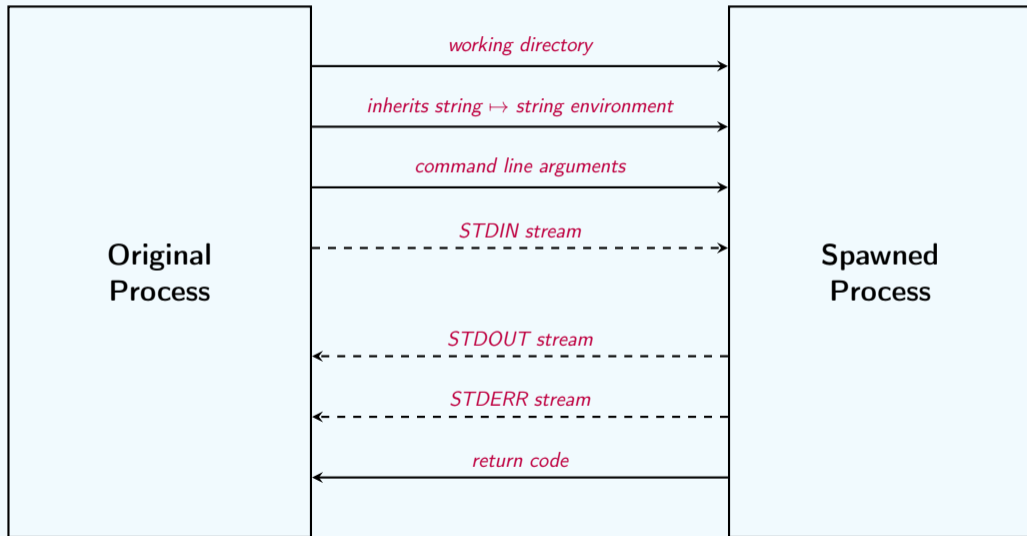 working directory
inherits string ↦ string environment
command line arguments
STDIN stream
Original
Process
Spawned
Process
STDOUT stream
STDERR stream
return code